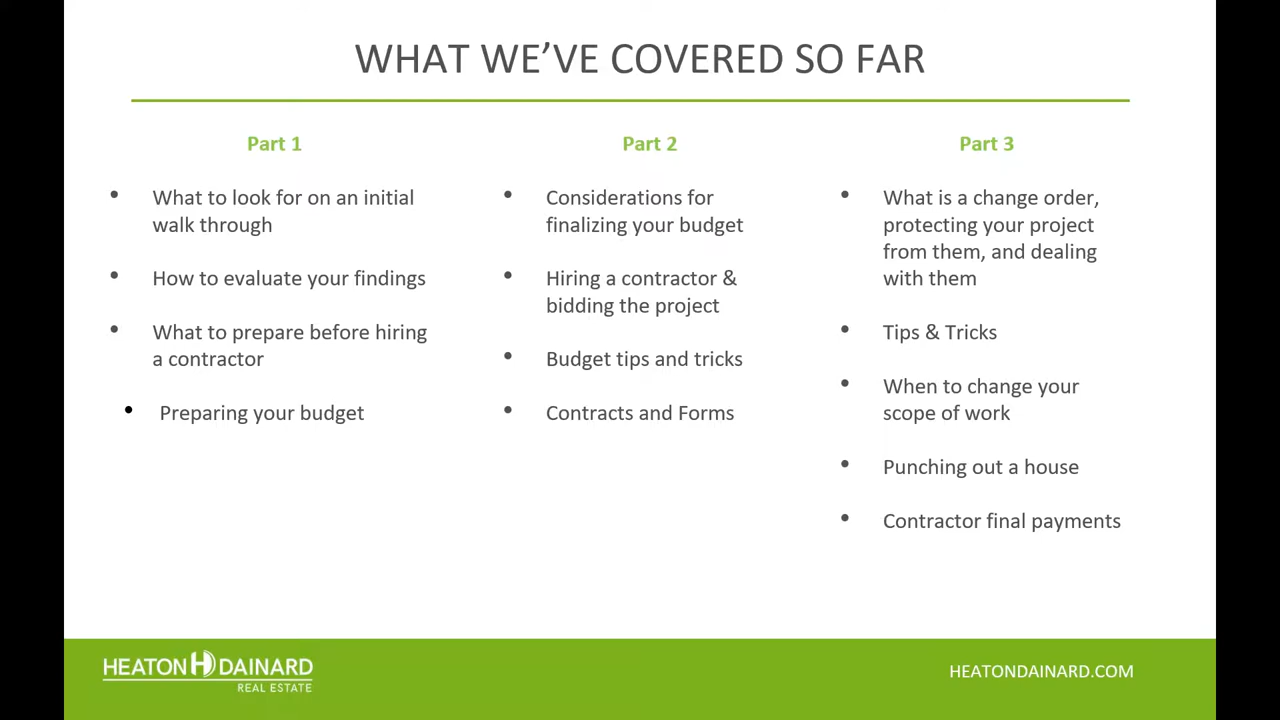 WHAT WE’VE COVERED SO FAR
Part 1
• What to look for on an initial
walk through
• How to evaluate your findings
• What to prepare before hiring
a contractor
• Preparing your budget
Part 2
• Considerations for
finalizing your budget
• Hiring a contractor &
bidding the project
• Budget tips and tricks
• Contracts and Forms
Part 3
• What is a change order,
protecting your project
from them, and dealing
with them
• Tips & Tricks
• When to change your
scope of work
• Punching out a house
• Contractor final payments
HEATON HD DAINARD
REAL ESTATE
HEATONDAINARD.COM